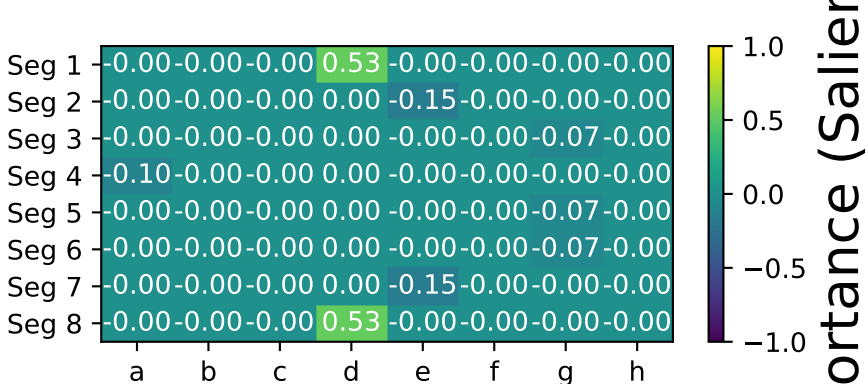 Seg 1 -0.00 -0.00 -0.00 0.53 -0.00 -0.00 -0.00 -0.00
Seg 2 -0.00 -0.00 -0.00 0.00 -0.15 -0.00 -0.00 -0.00
Seg 3 -0.00 -0.00 -0.00 0.00 -0.00 -0.00 -0.07 -0.00
Seg 4 -0.10 -0.00 -0.00 0.00 -0.00 -0.00 -0.00 -0.00
Seg 5 -0.00 -0.00 -0.00 0.00 -0.00 -0.00 -0.07 -0.00
Seg 6 -0.00 -0.00 -0.00 0.00 -0.00 -0.00 -0.07 -0.00
Seg 7 -0.00 -0.00 -0.00 0.00 -0.15 -0.00 -0.00 -0.00
Seg 8 -0.00 -0.00 -0.00 0.53 -0.00 -0.00 -0.00 -0.00
a b c d e f g h
1.0
0.5
0.0
−0.5
−1.0
ortance (Salien